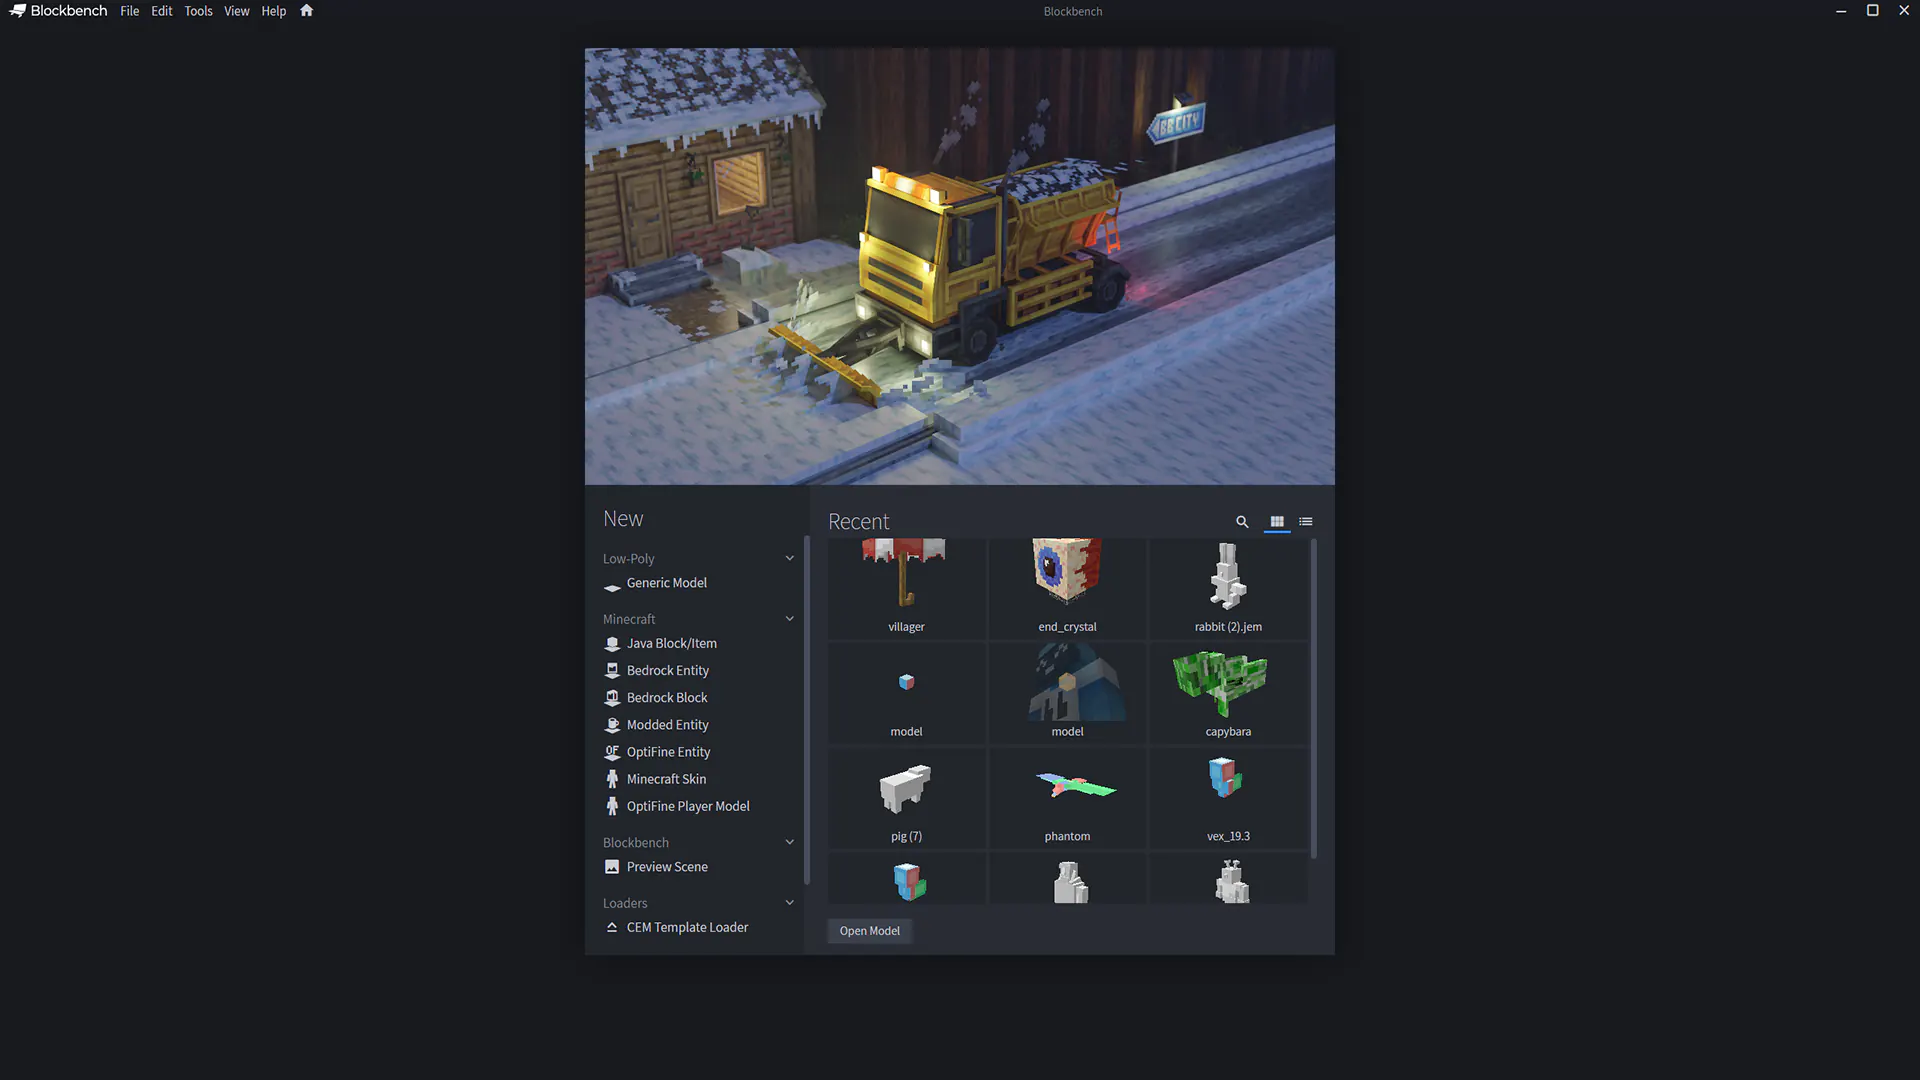 Blockbench File Edit Tools View Help Blockbench
BBCITY
New
Low-Poly
Generic Model
Minecraft
Java Block/Item
Bedrock Entity
Bedrock Block
Modded Entity
OF OptiFine Entity
Minecraft Skin
OptiFine Player Model
Blockbench
Preview Scene
Loaders
CEM Template Loader
Recent
villager end_crystal rabbit (2).jem
model model capybara
pig (7) phantom vex_19.3
Open Model